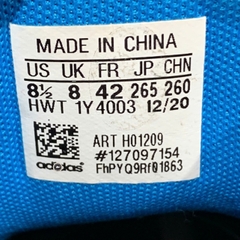 MADE IN CHINA
US UK FR JP CHN
8½ 8 42 265 260
HWT 1Y4003 12/20
ART H01209
#127097154
adidas FhPYQ9Rf01863